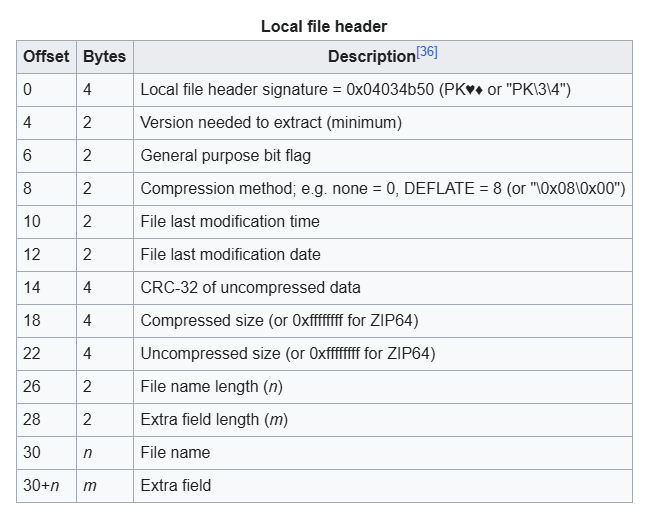 Local file header
Offset Bytes Description[36]
0 4 Local file header signature = 0x04034b50 (PK♥♦ or "PK\3\4")
4 2 Version needed to extract (minimum)
6 2 General purpose bit flag
8 2 Compression method; e.g. none = 0, DEFLATE = 8 (or "\0x08\0x00")
10 2 File last modification time
12 2 File last modification date
14 4 CRC-32 of uncompressed data
18 4 Compressed size (or 0xffffffff for ZIP64)
22 4 Uncompressed size (or 0xffffffff for ZIP64)
26 2 File name length (n)
28 2 Extra field length (m)
30 n File name
30+n m Extra field